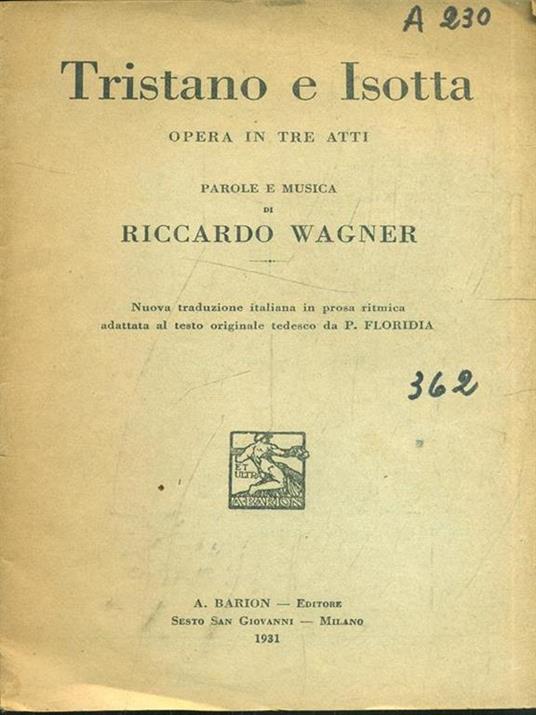 A 230
Tristano e Isotta
OPERA IN TRE ATTI
PAROLE E MUSICA
DI
RICCARDO WAGNER
Nuova traduzione italiana in prosa ritmica
adattata al testo originale tedesco da P. FLORIDIA
362
ET
ULTRA
A. BARION
A. BARION — EDITORE
SESTO SAN GIOVANNI — MILANO
1931